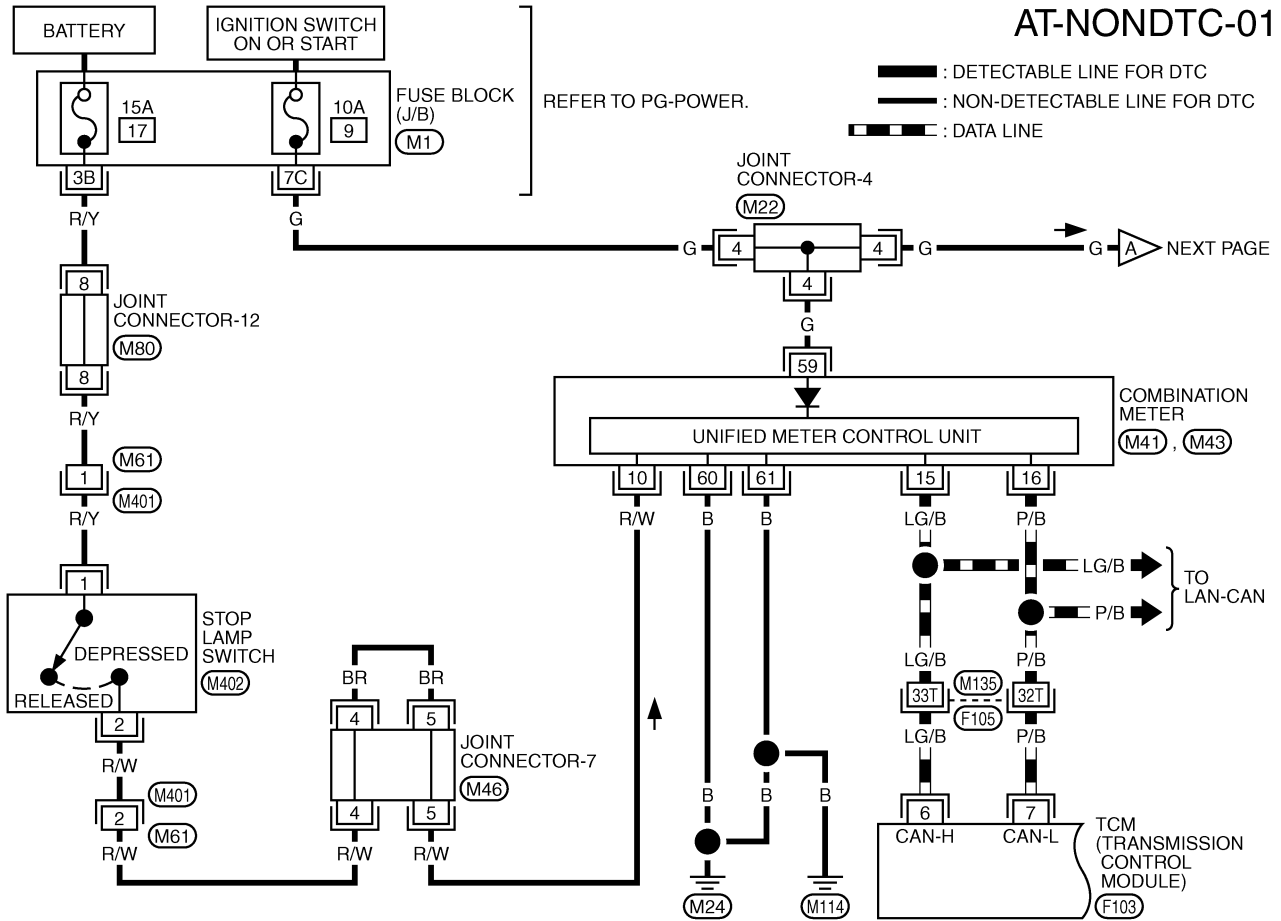 AT-NONDTC-01
BATTERY
IGNITION SWITCH
ON OR START
: DETECTABLE LINE FOR DTC
: NON-DETECTABLE LINE FOR DTC
: DATA LINE
15A
17
10A
9
FUSE BLOCK
(J/B)
M1
REFER TO PG-POWER.
3B
7C
R/Y
G
JOINT
CONNECTOR-4
M22
G
4
4
G
G
A
NEXT PAGE
4
G
8
JOINT
CONNECTOR-12
M80
8
R/Y
59
COMBINATION
METER
M41 , M43
UNIFIED METER CONTROL UNIT
M61
1
M401
R/Y
10
60
61
15
16
R/W
B
B
LG/B
P/B
LG/B
P/B
TO
LAN-CAN
1
STOP
LAMP
SWITCH
M402
DEPRESSED
RELEASED
2
R/W
M401
2
M61
R/W
BR
BR
4
5
JOINT
CONNECTOR-7
M46
4
5
R/W
R/W
LG/B
P/B
33T
M135
32T
F105
LG/B
P/B
B
B
B
M24
M114
6
7
CAN-H
CAN-L
TCM
(TRANSMISSION
CONTROL
MODULE)
F103